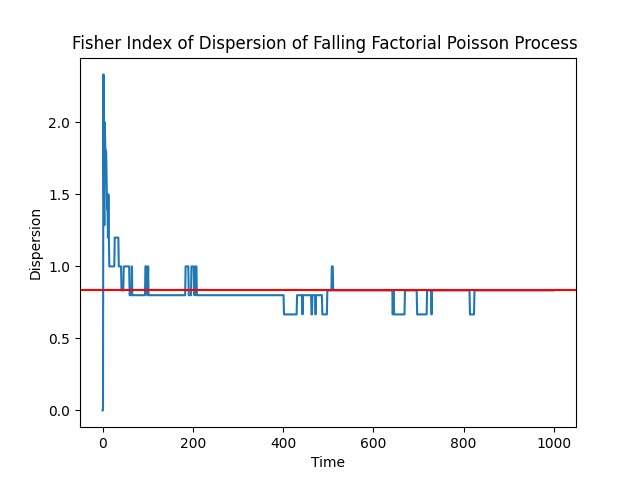 Fisher Index of Dispersion of Falling Factorial Poisson Process
2.0
1.5
1.0
0.5
0.0
Dispersion
0 200 400 600 800 1000
Time